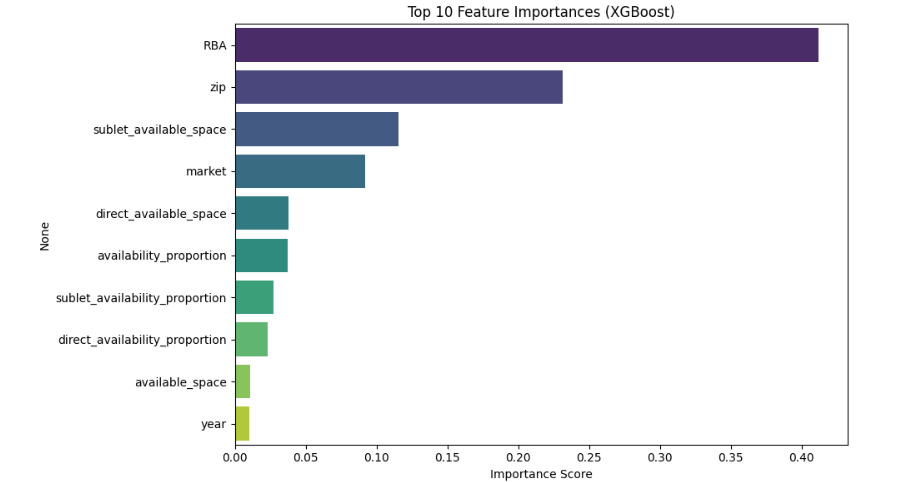 Top 10 Feature Importances (XGBoost)
RBA
zip
sublet_available_space
market
direct_available_space
availability_proportion
sublet_availability_proportion
direct_availability_proportion
available_space
year
None
0.00 0.05 0.10 0.15 0.20 0.25 0.30 0.35 0.40
Importance Score